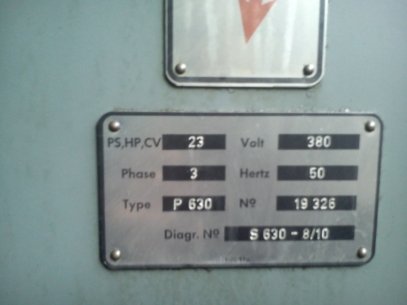 PS,HP,CV 23 Volt 380
Phase 3 Hertz 50
Type P 630 Nº 19 326
Diagr. Nº S 630 - 8/10